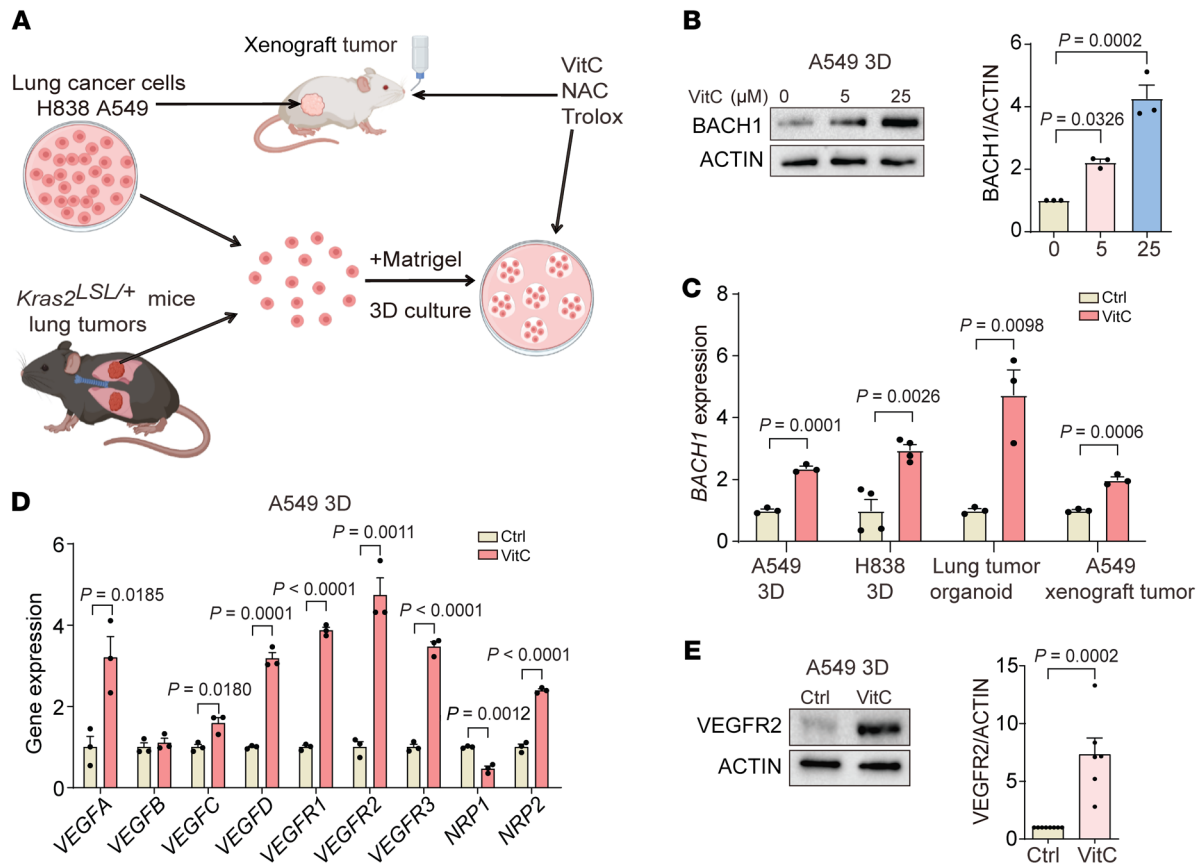 A
Xenograft tumor
Lung cancer cells
H838 A549
VitC
NAC
Trolox
+Matrigel
3D culture
Kras2LSL/+ mice
lung tumors
B
A549 3D
VitC (µM) 0 5 25
BACH1
ACTIN
BACH1/ACTIN
6
4
2
0
P = 0.0002
P = 0.0326
0 5 25
C
BACH1 expression
8
6
4
2
0
Ctrl
VitC
P = 0.0001
P = 0.0026
P = 0.0098
P = 0.0006
A549 3D
H838 3D
Lung tumor organoid
A549 xenograft tumor
D
A549 3D
Gene expression
6
4
2
0
Ctrl
VitC
P = 0.0185
P = 0.0180
P = 0.0001
P < 0.0001
P = 0.0011
P < 0.0001
P = 0.0012
P < 0.0001
VEGFA
VEGFB
VEGFC
VEGFD
VEGFR1
VEGFR2
VEGFR3
NRP1
NRP2
E
A549 3D
Ctrl VitC
VEGFR2
ACTIN
VEGFR2/ACTIN
15
10
5
0
P = 0.0002
Ctrl VitC